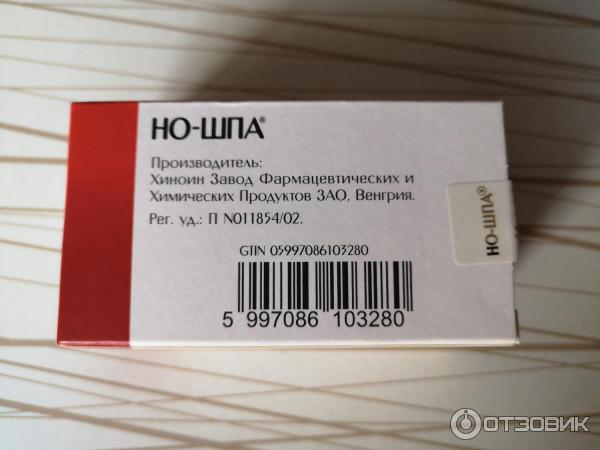 НО-ШПА®
Производитель:
Хиноин Завод Фармацевтических и
Химических Продуктов ЗАО, Венгрия.
Рег. уд.: П N011854/02.
GTIN 05997086103280
5 997086 103280
НО-ШПА®
ОТЗОВИК